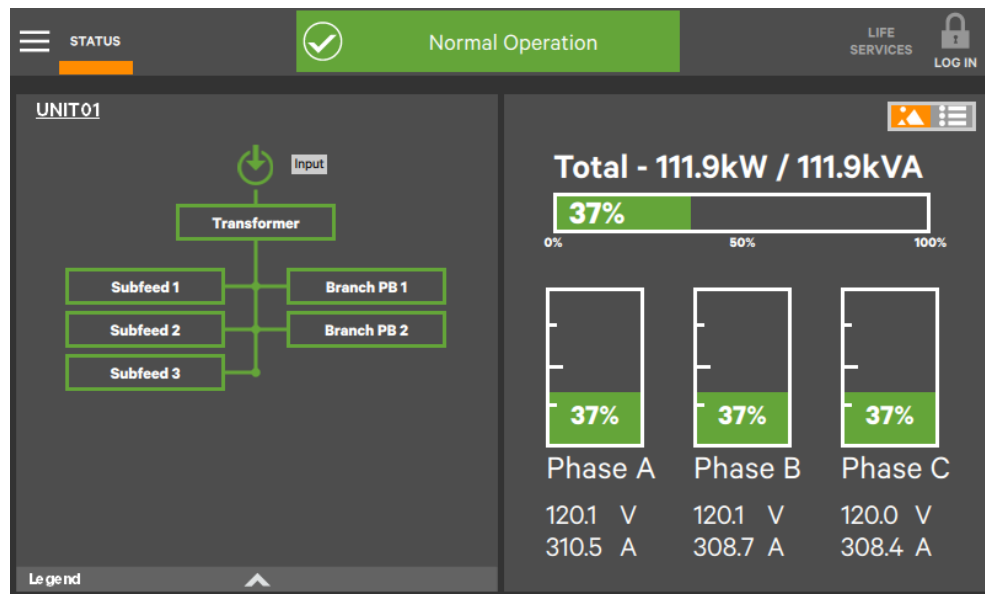 STATUS
Normal Operation
LIFE
SERVICES
LOG IN
UNIT01
Input
Transformer
Subfeed 1
Branch PB 1
Subfeed 2
Branch PB 2
Subfeed 3
Legend
Total - 111.9kW / 111.9kVA
37%
0% 50% 100%
37% 37% 37%
Phase A Phase B Phase C
120.1 V 120.1 V 120.0 V
310.5 A 308.7 A 308.4 A